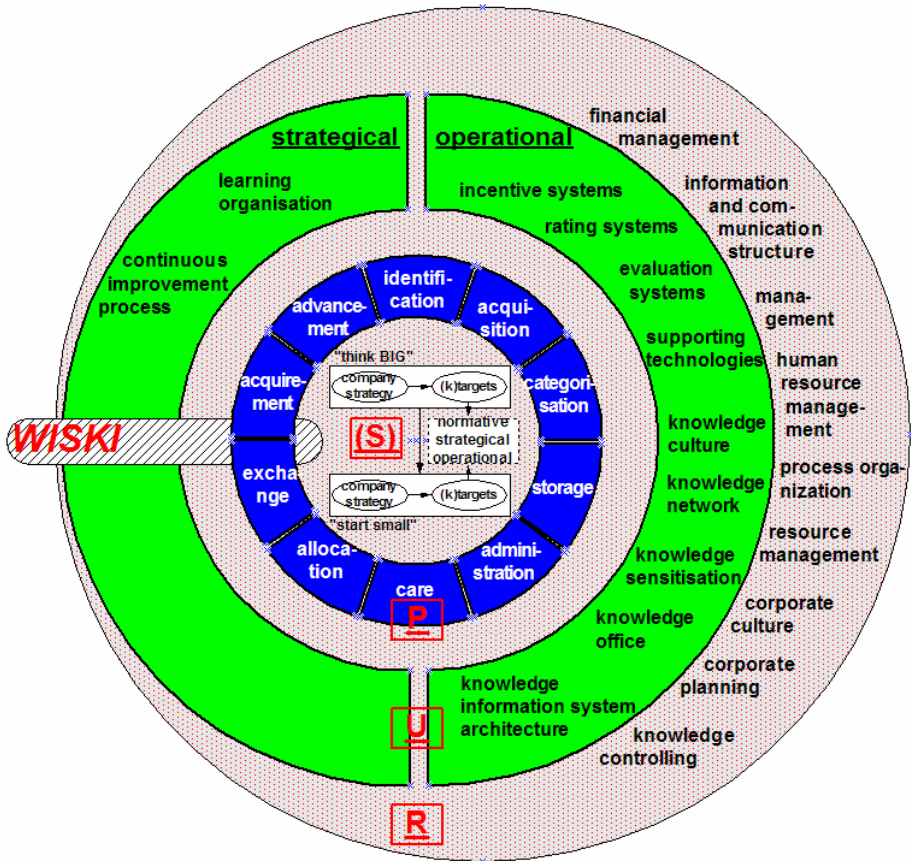 strategical
operational
learning
organisation
continuous
improvement
process
incentive systems
rating systems
evaluation
systems
supporting
technologies
knowledge
culture
knowledge
network
knowledge
sensitisation
knowledge
office
knowledge
information system
architecture
financial
management
information
and com-
munication
structure
mana-
gement
human
resource
manage-
ment
process orga-
nization
resource
management
corporate
culture
corporate
planning
knowledge
controlling
identifi-
cation
acqui-
sition
categori-
sation
storage
admini-
stration
care
alloca-
tion
excha
nge
acquire-
ment
advance-
ment
"think BIG"
company
strategy
(k)targets
(S)
normative
strategical
operational
company
strategy
(k)targets
"start small"
WISKI
P
U
R